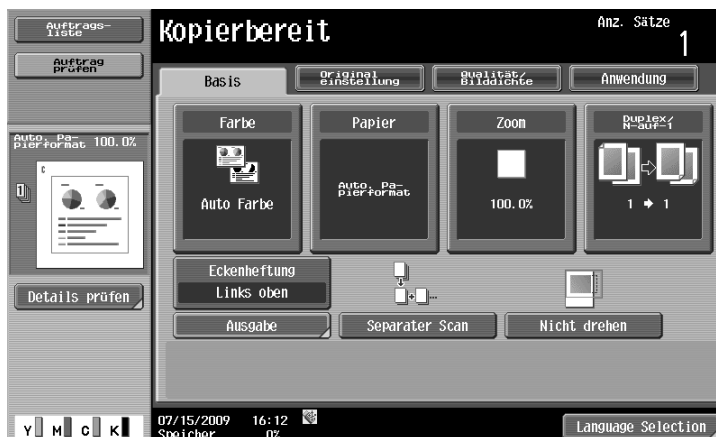 Auftrags-
liste
Auftrag
prüfen
Kopierbereit
Anz. Sätze
1
Basis
Original
einstellung
Qualität/
Bilddichte
Anwendung
Auto. Pa-
pierformat 100.0%
1
C
Details prüfen
Farbe
Auto Farbe
Papier
Auto. Pa-
pierformat
Zoom
100.0%
Duplex/
N-auf-1
1 → 1
Eckenheftung
Links oben
Ausgabe
Separater Scan
Nicht drehen
Y M C K
07/15/2009 16:12
Speicher 0%
Language Selection